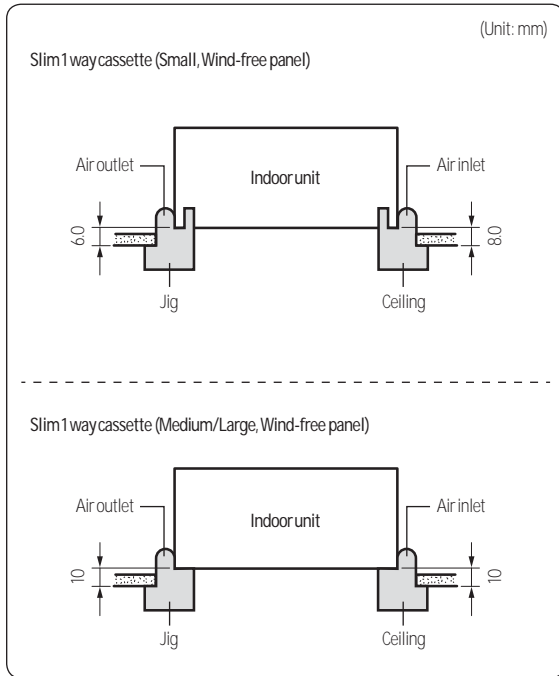 (Unit: mm)
Slim 1 way cassette (Small, Wind-free panel)
Air outlet
Indoor unit
Air inlet
6.0
8.0
Jig
Ceiling
Slim 1 way cassette (Medium/Large, Wind-free panel)
Air outlet
Indoor unit
Air inlet
10
10
Jig
Ceiling